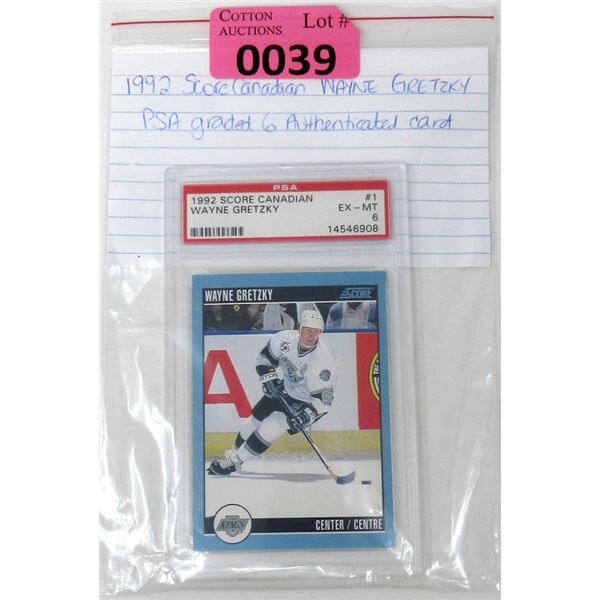 COTTON AUCTIONS Lot #
0039
1992 Score Canadian WAYNE GRETZKY
PSA graded 6 Authenticated card
PSA
1992 SCORE CANADIAN #1
WAYNE GRETZKY EX-MT
6
14546908
WAYNE GRETZKY SCORE
A
KINGS
CENTER / CENTRE